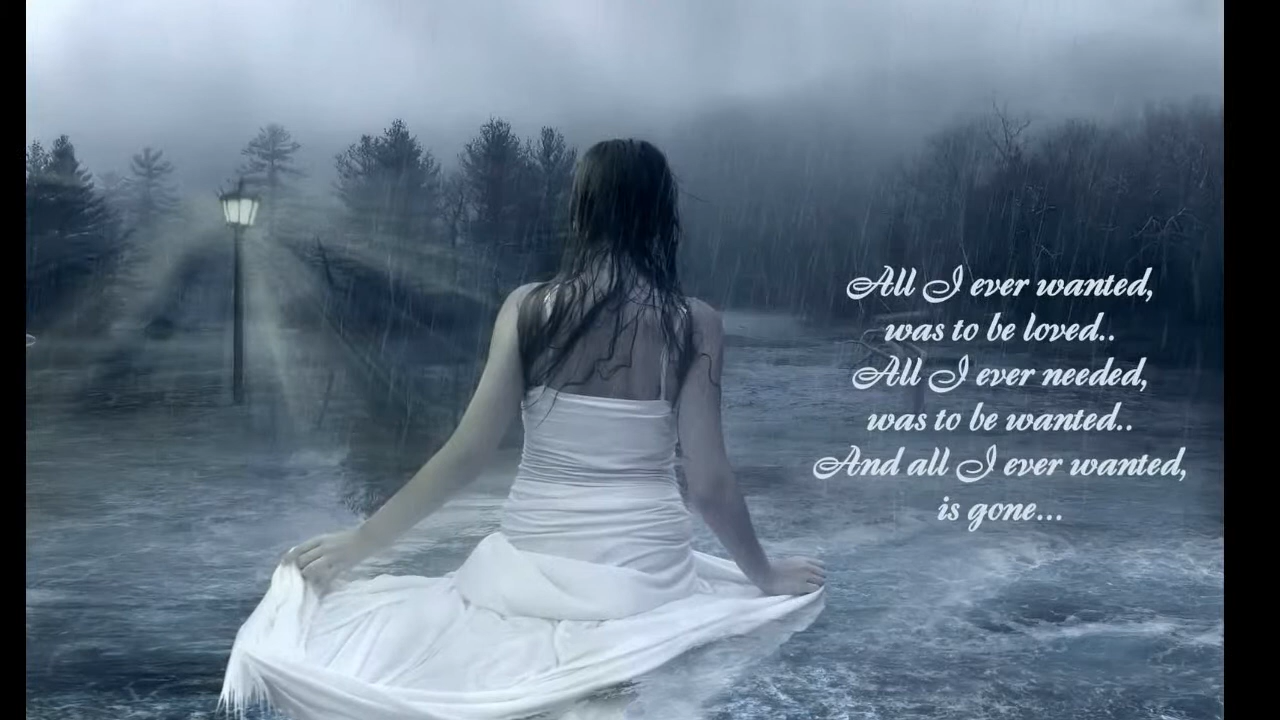 All I ever wanted,
was to be loved..
All I ever needed,
was to be wanted..
And all I ever wanted,
is gone...